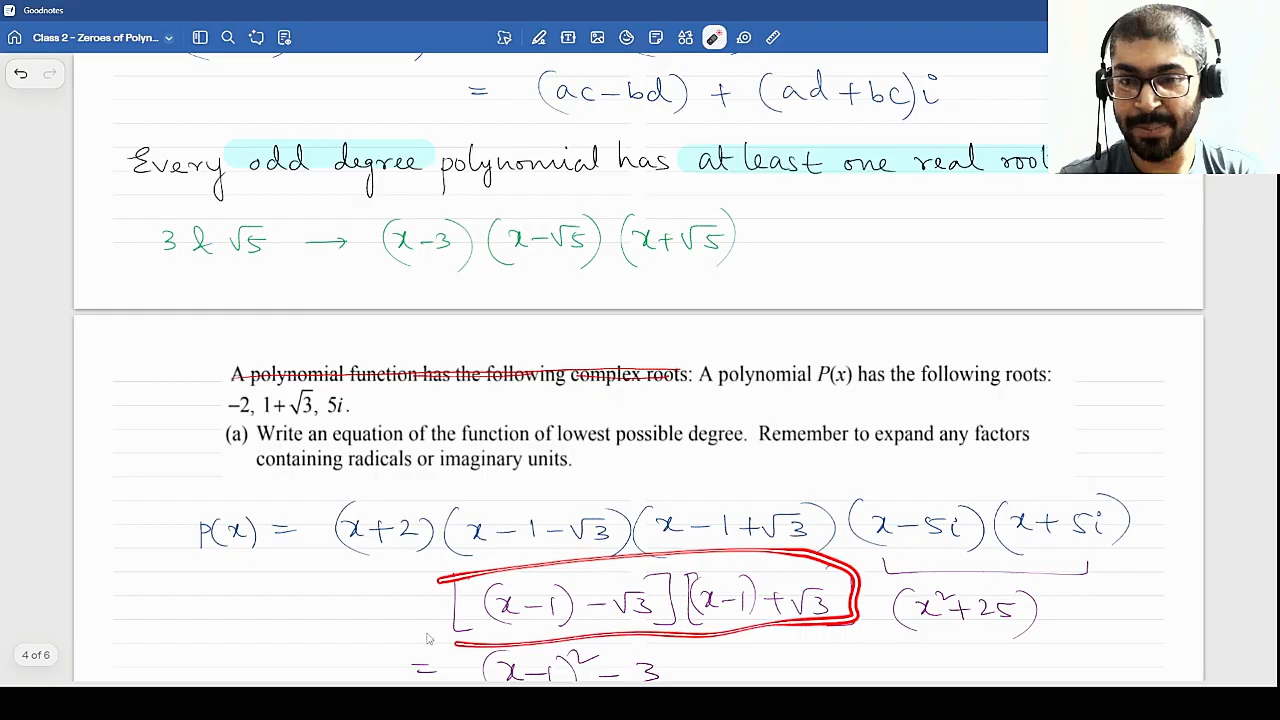 Goodnotes
Class 2 – Zeroes of Polyn...
= (ac-bd) + (ad+bc)i
Every odd degree polynomial has at least one real root
3 & √5 → (x-3) (x-√5) (x+√5)
A polynomial function has the following complex roots: A polynomial P(x) has the following roots:
−2, 1+√3, 5i.
(a) Write an equation of the function of lowest possible degree. Remember to expand any factors
containing radicals or imaginary units.
P(x) = (x+2)(x-1-√3)(x-1+√3) (x-5i)(x+5i)
[(x-1)-√3][(x-1)+√3 (x²+25)
= (x-1)² - 3
4 of 6